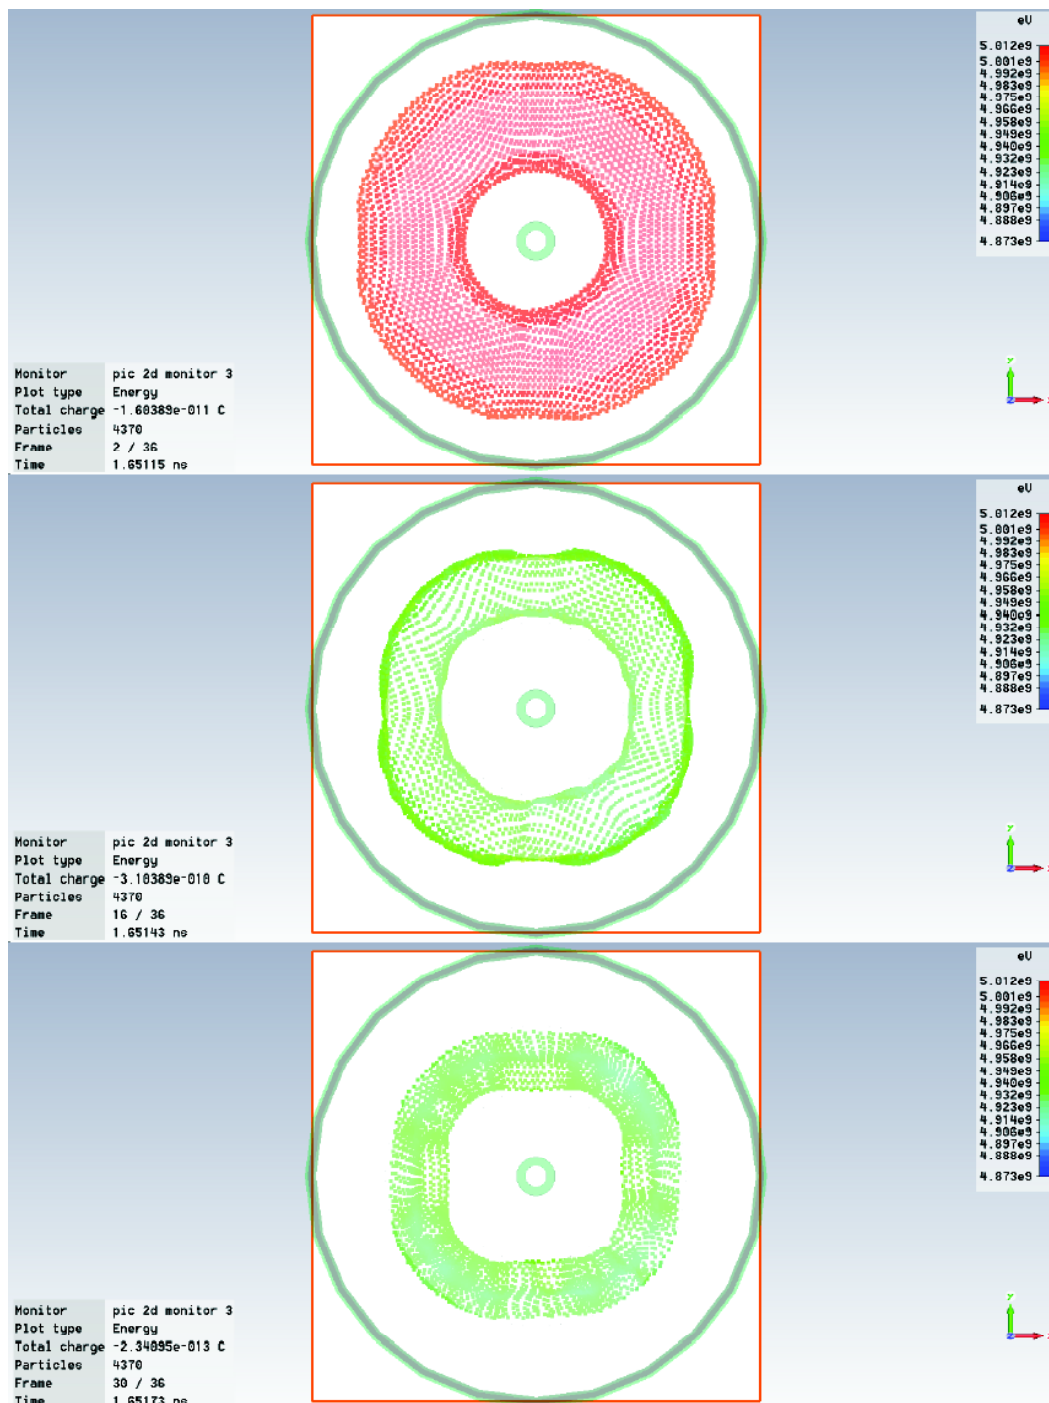 eV
5.012e9
5.001e9
4.992e9
4.983e9
4.975e9
4.966e9
4.958e9
4.949e9
4.940e9
4.932e9
4.923e9
4.914e9
4.906e9
4.897e9
4.888e9
4.873e9
y
z x
Monitor pic 2d monitor 3
Plot type Energy
Total charge -1.60389e-011 C
Particles 4370
Frame 2 / 36
Time 1.65115 ns
eV
5.012e9
5.001e9
4.992e9
4.983e9
4.975e9
4.966e9
4.958e9
4.949e9
4.940e9
4.932e9
4.923e9
4.914e9
4.906e9
4.897e9
4.888e9
4.873e9
y
z x
Monitor pic 2d monitor 3
Plot type Energy
Total charge -3.10389e-010 C
Particles 4370
Frame 16 / 36
Time 1.65143 ns
eV
5.012e9
5.001e9
4.992e9
4.983e9
4.975e9
4.966e9
4.958e9
4.949e9
4.940e9
4.932e9
4.923e9
4.914e9
4.906e9
4.897e9
4.888e9
4.873e9
y
z x
Monitor pic 2d monitor 3
Plot type Energy
Total charge -2.34095e-013 C
Particles 4370
Frame 30 / 36
Time 1.65173 ns